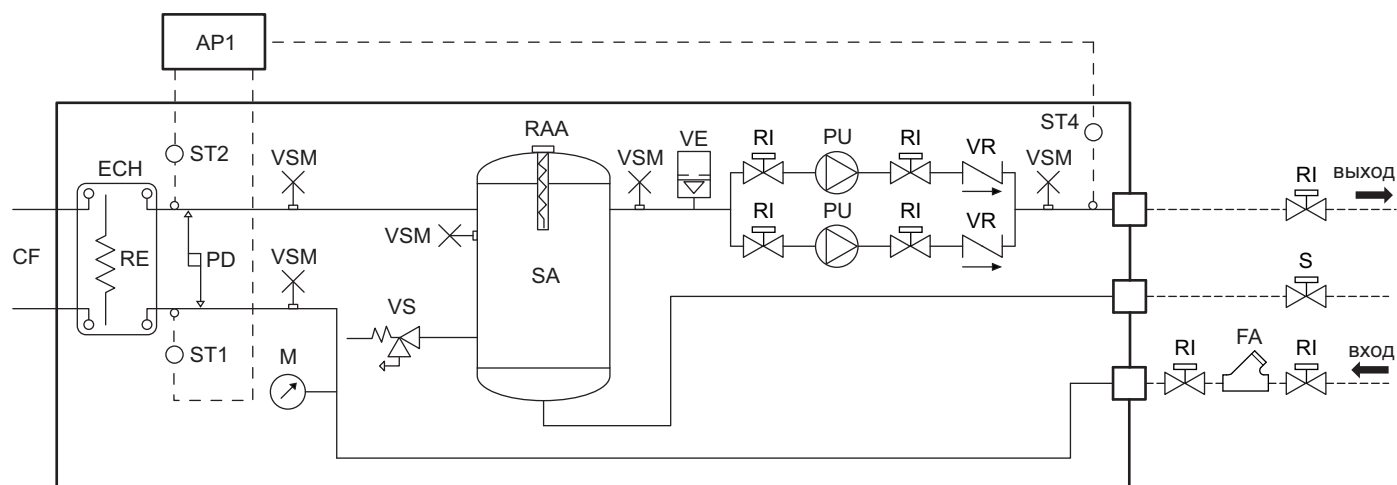 AP1
ST2
ECH
VSM
RAA
VSM
VE
RI
PU
RI
VR
VSM
ST4
RI
выход
CF
RE
PD
VSM
VSM
SA
RI
PU
RI
VR
S
VS
ST1
M
RI
FA
RI
вход